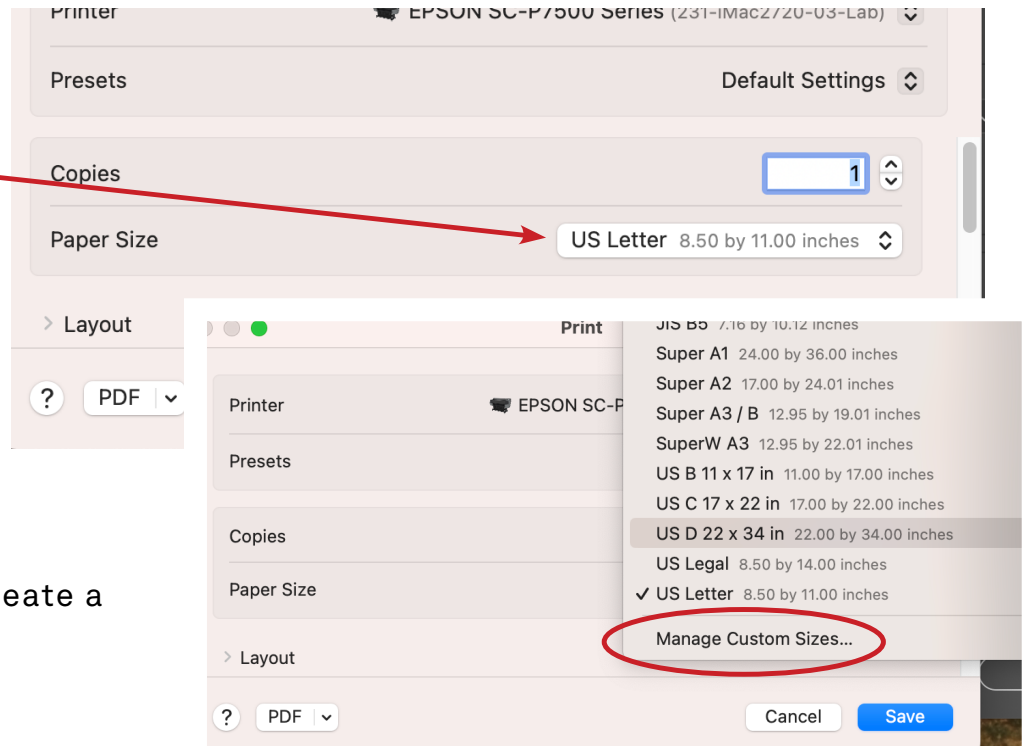 Printer EPSON SC-P7500 Series (231-iMac2720-03-Lab)
Presets Default Settings
Copies 1
Paper Size US Letter 8.50 by 11.00 inches
Layout
? PDF
Print
Printer EPSON SC-P
Presets
Copies
Paper Size
Layout
? PDF
Cancel Save
JIS B5 7.16 by 10.12 inches
Super A1 24.00 by 36.00 inches
Super A2 17.00 by 24.01 inches
Super A3 / B 12.95 by 19.01 inches
SuperW A3 12.95 by 22.01 inches
US B 11 x 17 in 11.00 by 17.00 inches
US C 17 x 22 in 17.00 by 22.00 inches
US D 22 x 34 in 22.00 by 34.00 inches
US Legal 8.50 by 14.00 inches
✓ US Letter 8.50 by 11.00 inches
Manage Custom Sizes...
eate a